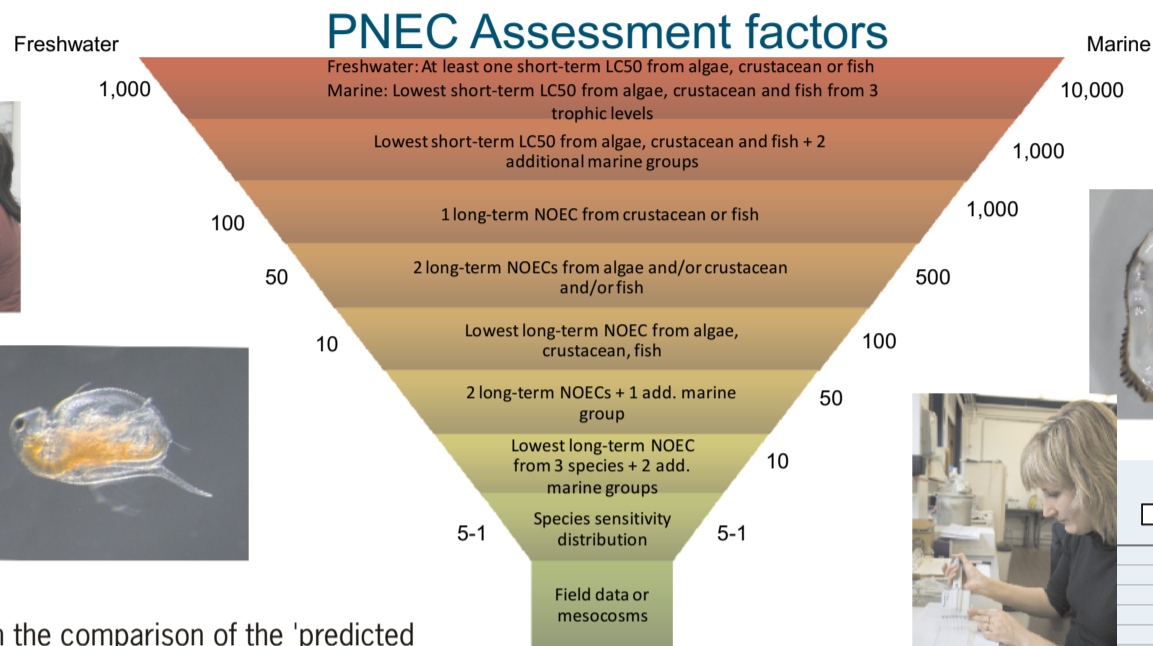 PNEC Assessment factors
Freshwater
Marine
Freshwater: At least one short-term LC50 from algae, crustacean or fish
Marine: Lowest short-term LC50 from algae, crustacean and fish from 3
trophic levels
1,000
10,000
Lowest short-term LC50 from algae, crustacean and fish + 2
additional marine groups
1,000
1 long-term NOEC from crustacean or fish
100
1,000
2 long-term NOECs from algae and/or crustacean
and/or fish
50
500
Lowest long-term NOEC from algae,
crustacean, fish
10
100
2 long-term NOECs + 1 add. marine
group
50
Lowest long-term NOEC
from 3 species + 2 add.
marine groups
10
Species sensitivity
distribution
5-1
5-1
Field data or
mesocosms
the comparison of the 'predicted